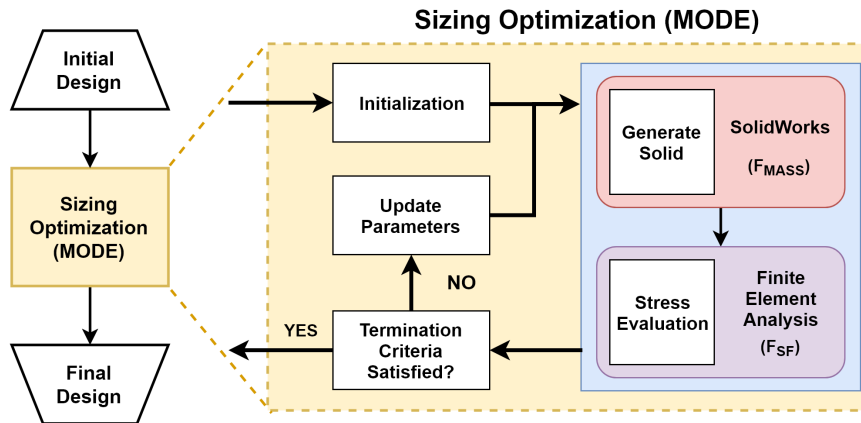 Sizing Optimization (MODE)
Initial
Design
Sizing
Optimization
(MODE)
Final
Design
Initialization
Update
Parameters
NO
YES
Termination
Criteria
Satisfied?
Generate
Solid
SolidWorks
(FMASS)
Stress
Evaluation
Finite
Element
Analysis
(FSF)